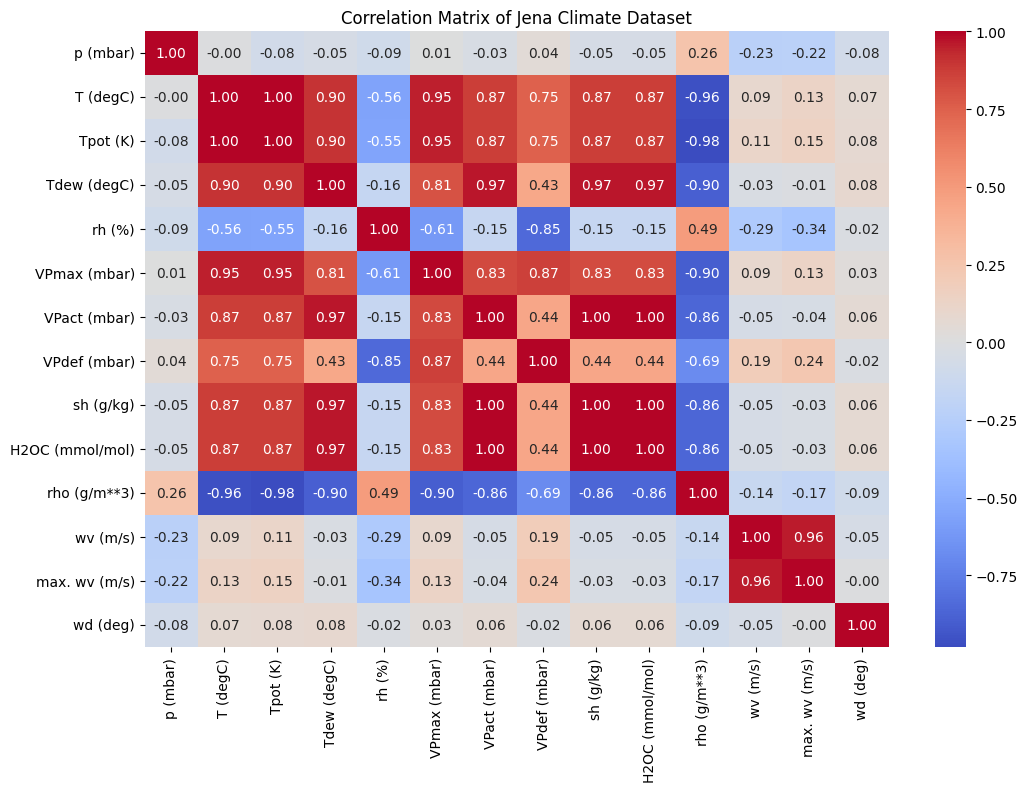 Correlation Matrix of Jena Climate Dataset
p (mbar) 1.00 -0.00 -0.08 -0.05 -0.09 0.01 -0.03 0.04 -0.05 -0.05 0.26 -0.23 -0.22 -0.08
T (degC) -0.00 1.00 1.00 0.90 -0.56 0.95 0.87 0.75 0.87 0.87 -0.96 0.09 0.13 0.07
Tpot (K) -0.08 1.00 1.00 0.90 -0.55 0.95 0.87 0.75 0.87 0.87 -0.98 0.11 0.15 0.08
Tdew (degC) -0.05 0.90 0.90 1.00 -0.16 0.81 0.97 0.43 0.97 0.97 -0.90 -0.03 -0.01 0.08
rh (%) -0.09 -0.56 -0.55 -0.16 1.00 -0.61 -0.15 -0.85 -0.15 -0.15 0.49 -0.29 -0.34 -0.02
VPmax (mbar) 0.01 0.95 0.95 0.81 -0.61 1.00 0.83 0.87 0.83 0.83 -0.90 0.09 0.13 0.03
VPact (mbar) -0.03 0.87 0.87 0.97 -0.15 0.83 1.00 0.44 1.00 1.00 -0.86 -0.05 -0.04 0.06
VPdef (mbar) 0.04 0.75 0.75 0.43 -0.85 0.87 0.44 1.00 0.44 0.44 -0.69 0.19 0.24 -0.02
sh (g/kg) -0.05 0.87 0.87 0.97 -0.15 0.83 1.00 0.44 1.00 1.00 -0.86 -0.05 -0.03 0.06
H2OC (mmol/mol) -0.05 0.87 0.87 0.97 -0.15 0.83 1.00 0.44 1.00 1.00 -0.86 -0.05 -0.03 0.06
rho (g/m**3) 0.26 -0.96 -0.98 -0.90 0.49 -0.90 -0.86 -0.69 -0.86 -0.86 1.00 -0.14 -0.17 -0.09
wv (m/s) -0.23 0.09 0.11 -0.03 -0.29 0.09 -0.05 0.19 -0.05 -0.05 -0.14 1.00 0.96 -0.05
max. wv (m/s) -0.22 0.13 0.15 -0.01 -0.34 0.13 -0.04 0.24 -0.03 -0.03 -0.17 0.96 1.00 -0.00
wd (deg) -0.08 0.07 0.08 0.08 -0.02 0.03 0.06 -0.02 0.06 0.06 -0.09 -0.05 -0.00 1.00
p (mbar)
T (degC)
Tpot (K)
Tdew (degC)
rh (%)
VPmax (mbar)
VPact (mbar)
VPdef (mbar)
sh (g/kg)
H2OC (mmol/mol)
rho (g/m**3)
wv (m/s)
max. wv (m/s)
wd (deg)
1.00
0.75
0.50
0.25
0.00
-0.25
-0.50
-0.75